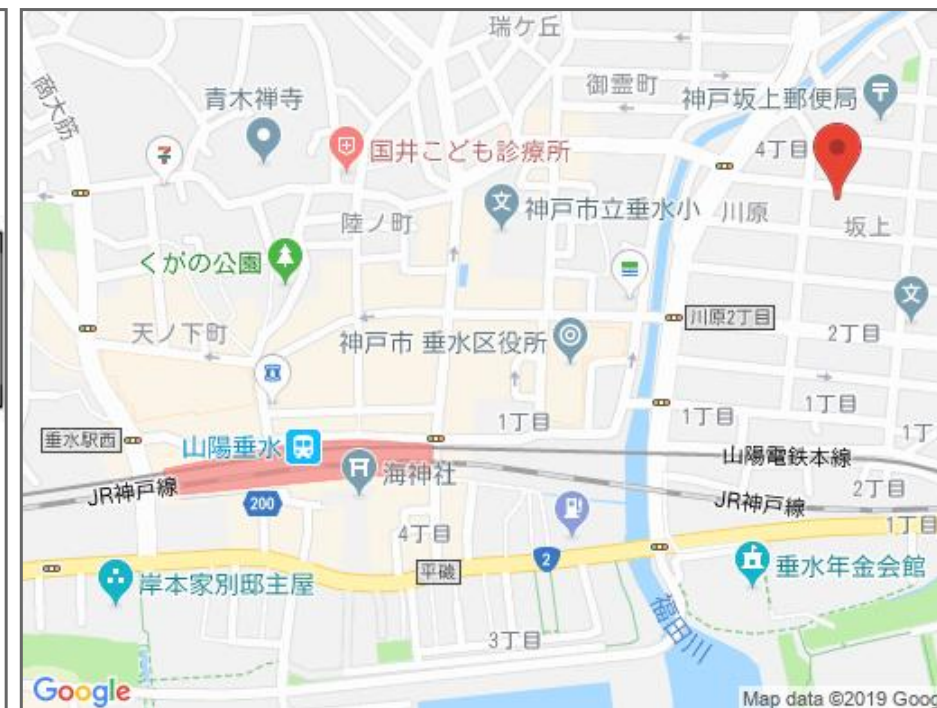 瑞ケ丘
商大筋
青木禅寺
御霊町
神戸坂上郵便局
国井こども診療所
4丁目
陸ノ町
神戸市立垂水小
川原
坂上
くがの公園
天ノ下町
神戸市 垂水区役所
川原2丁目
2丁目
1丁目
1丁目
1丁目
1丁
垂水駅西
山陽垂水
海神社
山陽電鉄本線
JR神戸線
200
JR神戸線
2丁目
4丁目
1丁目
平磯
2
岸本家別邸主屋
垂水年金会館
3丁目
福田川
Google
Map data ©2019 Goog